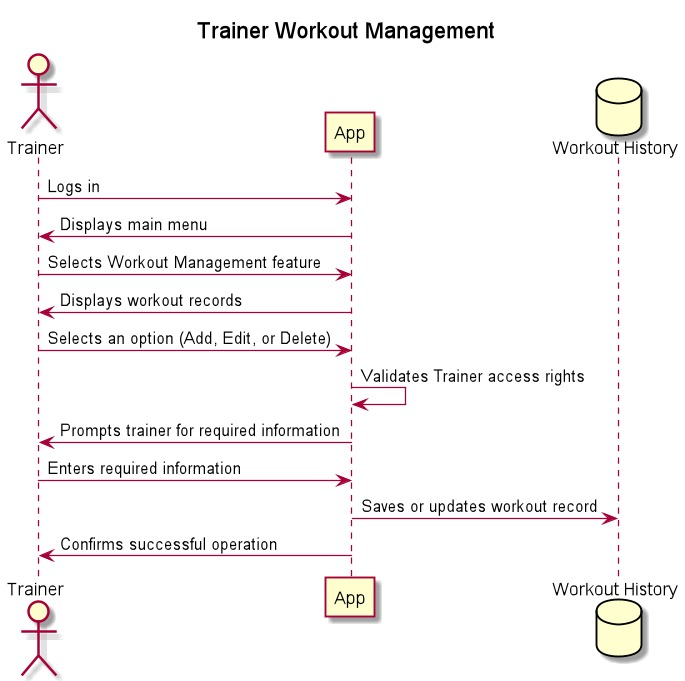 Trainer Workout Management
Trainer
App
Workout History
Logs in
Displays main menu
Selects Workout Management feature
Displays workout records
Selects an option (Add, Edit, or Delete)
Validates Trainer access rights
Prompts trainer for required information
Enters required information
Saves or updates workout record
Confirms successful operation
Trainer
App
Workout History